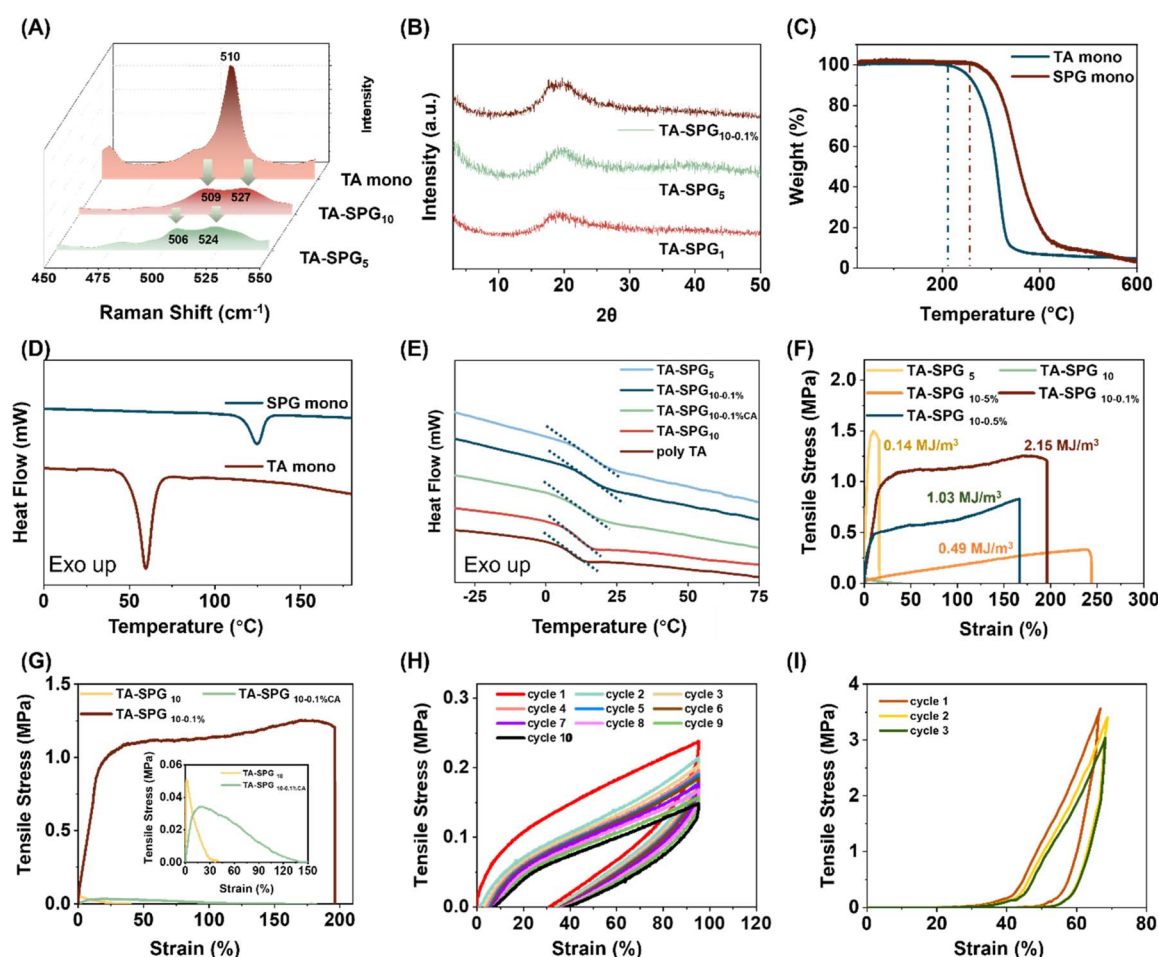 (A)
510
Intensity
450
475
500
525
550
509
527
506
524
TA mono
TA-SPG10
TA-SPG5
Raman Shift (cm-1)
(B)
Intensity (a.u.)
TA-SPG10-0.1%
TA-SPG5
TA-SPG1
10 20 30 40 50
2θ
(C)
TA mono
SPG mono
Weight (%)
100
80
60
40
20
0
200 400 600
Temperature (°C)
(D)
SPG mono
TA mono
Heat Flow (mW)
Exo up
0 50 100 150
Temperature (°C)
(E)
TA-SPG5
TA-SPG10-0.1%
TA-SPG10-0.1%CA
TA-SPG10
poly TA
Heat Flow (mW)
Exo up
-25 0 25 50 75
Temperature (°C)
(F)
TA-SPG 5
TA-SPG 10
TA-SPG 10-5%
TA-SPG 10-0.1%
TA-SPG 10-0.5%
Tensile Stress (MPa)
2.0
1.5
1.0
0.5
0.0
0.14 MJ/m3
2.15 MJ/m3
1.03 MJ/m3
0.49 MJ/m3
0 50 100 150 200 250 300
Strain (%)
(G)
TA-SPG 10
TA-SPG 10-0.1%CA
TA-SPG 10-0.1%
Tensile Stress (MPa)
1.5
1.0
0.5
0.0
Tensile Stress (MPa)
0.06
0.04
0.02
0.00
TA-SPG 10
TA-SPG 10-0.1%CA
0 30 60 90 120 150
Strain (%)
0 50 100 150 200
Strain (%)
(H)
cycle 1 cycle 2 cycle 3
cycle 4 cycle 5 cycle 6
cycle 7 cycle 8 cycle 9
cycle 10
Tensile Stress (MPa)
0.3
0.2
0.1
0.0
0 20 40 60 80 100 120
Strain (%)
(I)
cycle 1
cycle 2
cycle 3
Tensile Stress (MPa)
4
3
2
1
0
0 20 40 60 80
Strain (%)